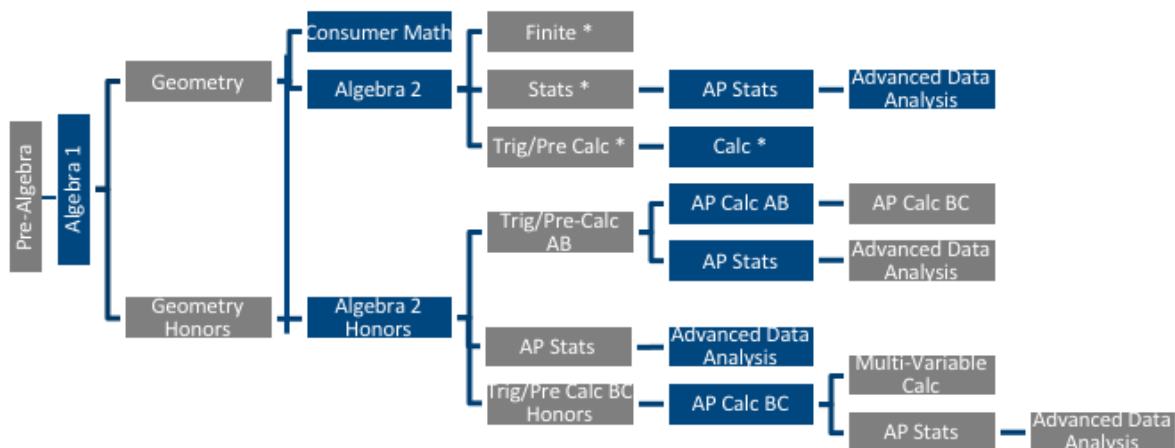 Pre-Algebra
Algebra 1
Geometry
Geometry
Honors
Consumer Math
Algebra 2
Algebra 2
Honors
Finite *
Stats *
AP Stats
Advanced Data
Analysis
Trig/Pre Calc *
Calc *
Trig/Pre-Calc
AB
AP Calc AB
AP Calc BC
AP Stats
Advanced Data
Analysis
AP Stats
Advanced Data
Analysis
Trig/Pre Calc BC
Honors
AP Calc BC
Multi-Variable
Calc
AP Stats
Advanced Data
Analysis